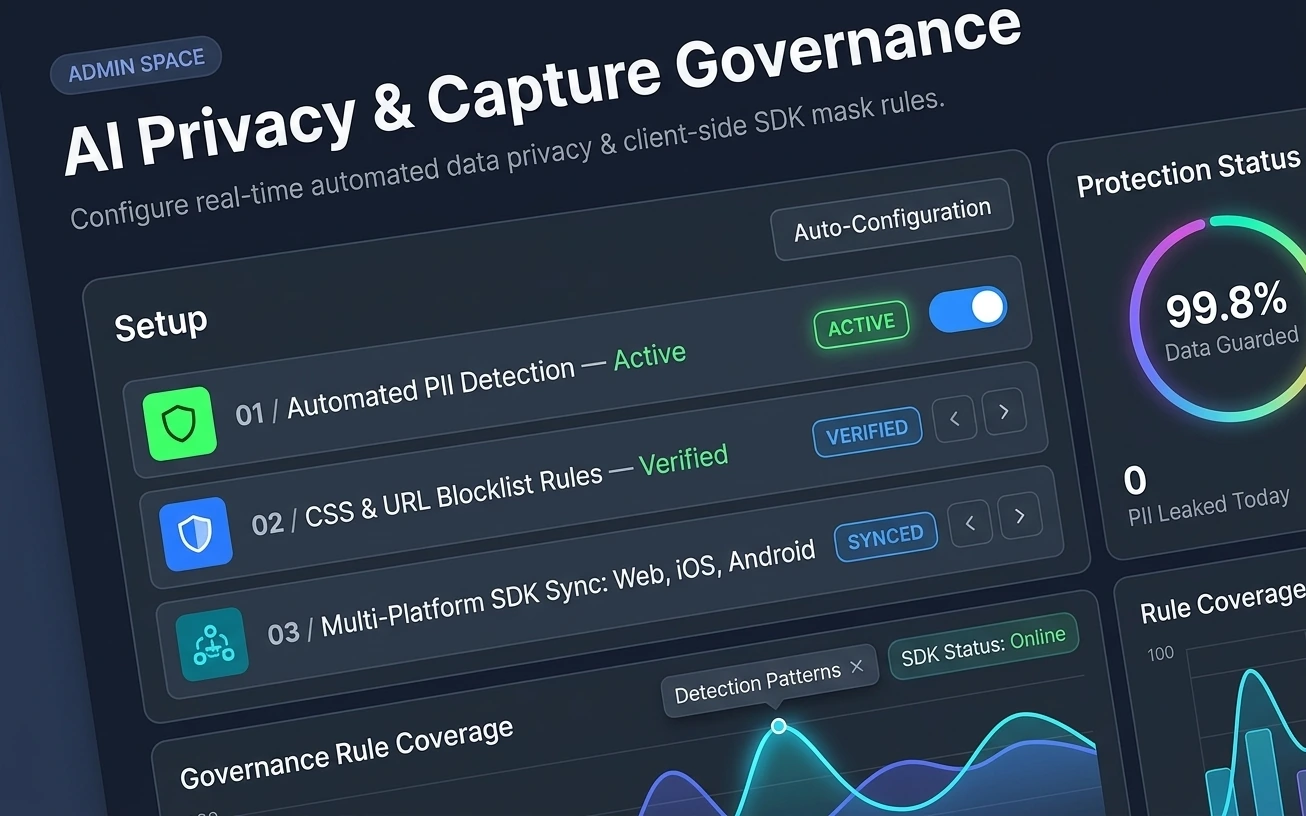 ADMIN SPACE
AI Privacy & Capture Governance
Configure real-time automated data privacy & client-side SDK mask rules.
Auto-Configuration
Setup
01 / Automated PII Detection — Active
ACTIVE
02 / CSS & URL Blocklist Rules — Verified
VERIFIED
03 / Multi-Platform SDK Sync: Web, iOS, Android
SYNCED
Protection Status
99.8%
Data Guarded
0
PII Leaked Today
Governance Rule Coverage
Detection Patterns ×
SDK Status: Online
Rule Coverage
100